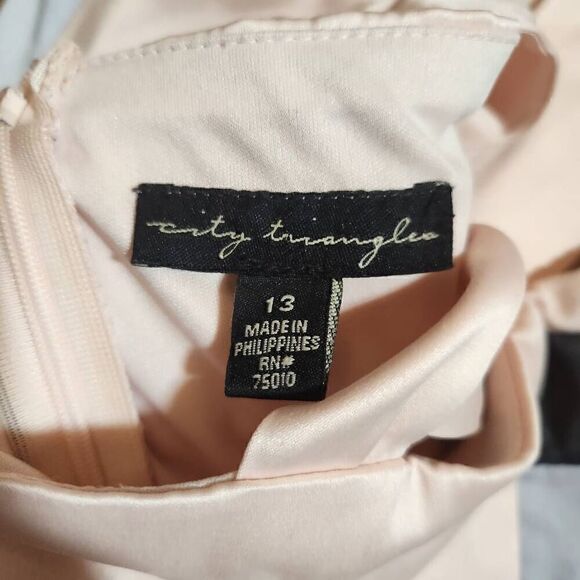 city triangles
13
MADE IN
PHILIPPINES
RN#
75010